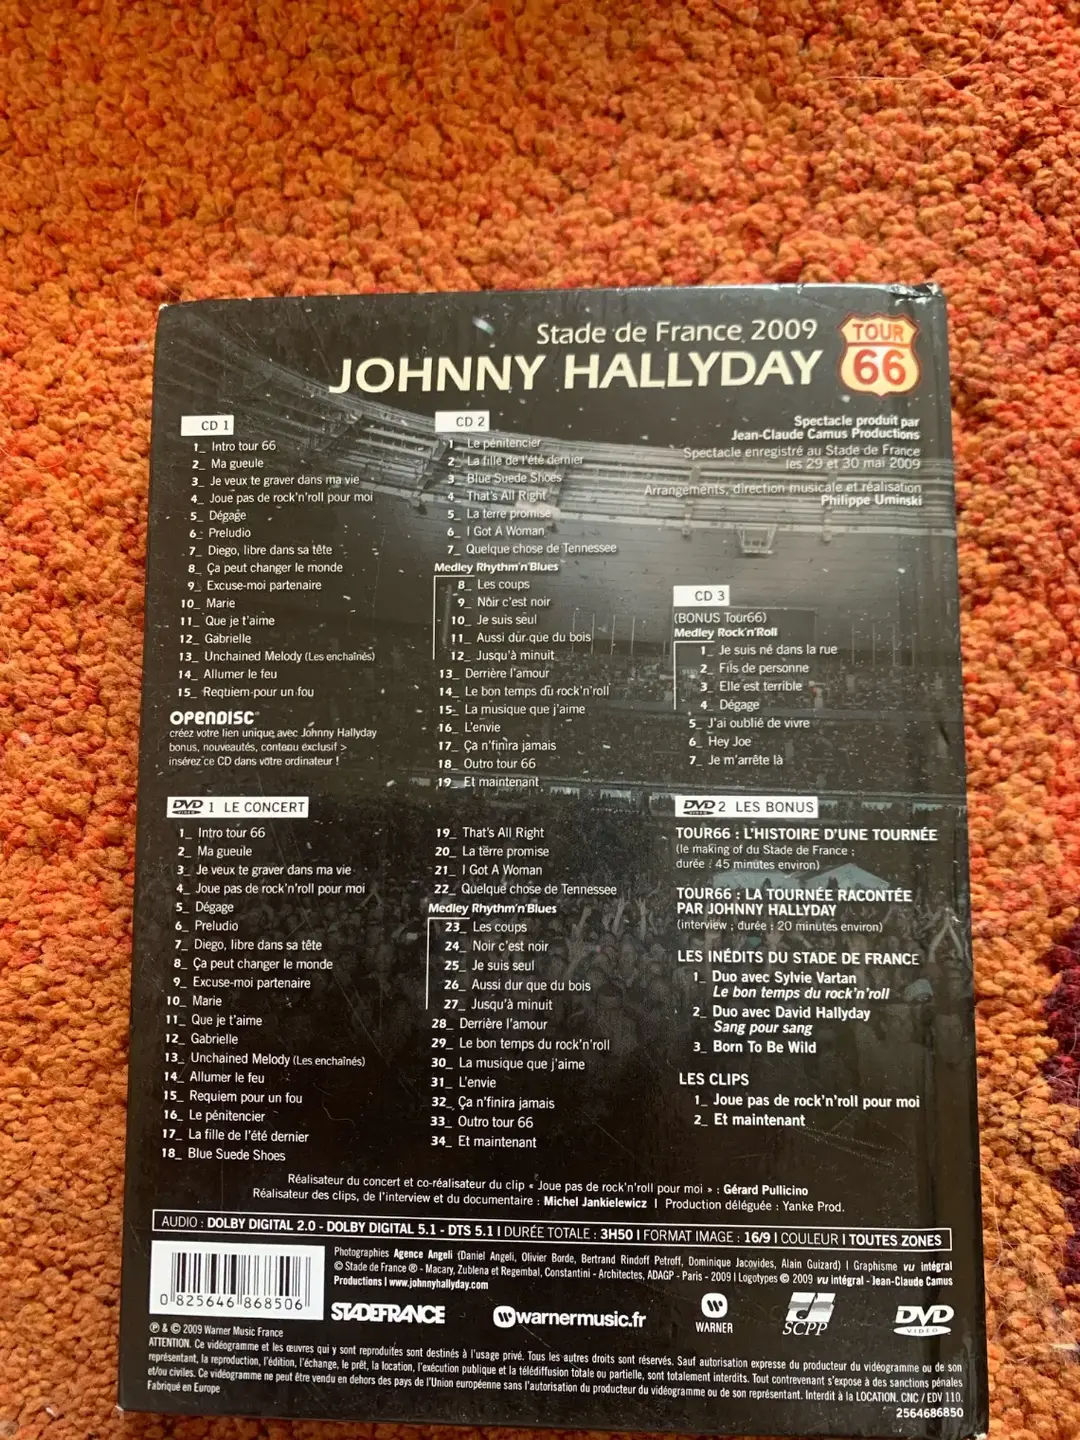 Stade de France 2009
JOHNNY HALLYDAY
TOUR
66
Spectacle produit par
Jean-Claude Camus Productions
Spectacle enregistré au Stade de France
les 29 et 30 mai 2009
Arrangements, direction musicale et réalisation
Philippe Uminski
CD 1
1_ Intro tour 66
2_ Ma gueule
3_ Je veux te graver dans ma vie
4_ Joue pas de rock'n'roll pour moi
5_ Dégage
6_ Preludio
7_ Diego, libre dans sa tête
8_ Ça peut changer le monde
9_ Excuse-moi partenaire
10_ Marie
11_ Que je t'aime
12_ Gabrielle
13_ Unchained Melody (Les enchaînés)
14_ Allumer le feu
15_ Requiem pour un fou
OPENDISC
créez votre lien unique avec Johnny Hallyday
bonus, nouveautés, contenu exclusif >
insérez ce CD dans votre ordinateur !
CD 2
1_ Le pénitencier
2_ La fille de l'été dernier
3_ Blue Suede Shoes
4_ That's All Right
5_ La terre promise
6_ I Got A Woman
7_ Quelque chose de Tennessee
Medley Rhythm'n'Blues
8_ Les coups
9_ Noir c'est noir
10_ Je suis seul
11_ Aussi dur que du bois
12_ Jusqu'à minuit
13_ Derrière l'amour
14_ Le bon temps du rock'n'roll
15_ La musique que j'aime
16_ L'envie
17_ Ça n'finira jamais
18_ Outro tour 66
19_ Et maintenant
CD 3
(BONUS Tour66)
Medley Rock'n'Roll
1_ Je suis né dans la rue
2_ Fils de personne
3_ Elle est terrible
4_ Dégage
5_ J'ai oublié de vivre
6_ Hey Joe
7_ Je m'arrête là
DVD VIDEO 1 LE CONCERT
1_ Intro tour 66
2_ Ma gueule
3_ Je veux te graver dans ma vie
4_ Joue pas de rock'n'roll pour moi
5_ Dégage
6_ Preludio
7_ Diego, libre dans sa tête
8_ Ça peut changer le monde
9_ Excuse-moi partenaire
10_ Marie
11_ Que je t'aime
12_ Gabrielle
13_ Unchained Melody (Les enchaînés)
14_ Allumer le feu
15_ Requiem pour un fou
16_ Le pénitencier
17_ La fille de l'été dernier
18_ Blue Suede Shoes
19_ That's All Right
20_ La terre promise
21_ I Got A Woman
22_ Quelque chose de Tennessee
Medley Rhythm'n'Blues
23_ Les coups
24_ Noir c'est noir
25_ Je suis seul
26_ Aussi dur que du bois
27_ Jusqu'à minuit
28_ Derrière l'amour
29_ Le bon temps du rock'n'roll
30_ La musique que j'aime
31_ L'envie
32_ Ça n'finira jamais
33_ Outro tour 66
34_ Et maintenant
DVD VIDEO 2 LES BONUS
TOUR66 : L'HISTOIRE D'UNE TOURNÉE
(le making of du Stade de France ;
durée : 45 minutes environ)
TOUR66 : LA TOURNÉE RACONTÉE
PAR JOHNNY HALLYDAY
(interview ; durée : 20 minutes environ)
LES INÉDITS DU STADE DE FRANCE
1_ Duo avec Sylvie Vartan
Le bon temps du rock'n'roll
2_ Duo avec David Hallyday
Sang pour sang
3_ Born To Be Wild
LES CLIPS
1_ Joue pas de rock'n'roll pour moi
2_ Et maintenant
Réalisateur du concert et co-réalisateur du clip « Joue pas de rock'n'roll pour moi » : Gérard Pullicino
Réalisateur des clips, de l'interview et du documentaire : Michel Jankielewicz | Production déléguée : Yanke Prod.
AUDIO : DOLBY DIGITAL 2.0 - DOLBY DIGITAL 5.1 - DTS 5.1 | DURÉE TOTALE : 3H50 | FORMAT IMAGE : 16/9 | COULEUR | TOUTES ZONES
0 825646 868506
Photographies Agence Angeli (Daniel Angeli, Olivier Borde, Bertrand Rindoff Petroff, Dominique Jacovides, Alain Guizard) | Graphisme vu intégral
© Stade de France ® - Macary, Zublena et Regembal, Constantini - Architectes, ADAGP - Paris - 2009 | Logotypes © 2009 vu intégral - Jean-Claude Camus
Productions | www.johnnyhallyday.com
STADEFRANCE
warnermusic.fr
WARNER
SCPP
DVD
VIDEO
℗ & © 2009 Warner Music France
ATTENTION. Ce vidéogramme et les œuvres qui y sont reproduites sont destinés à l'usage privé. Tous les autres droits sont réservés. Sauf autorisation expresse du producteur du vidéogramme ou de son
représentant, la reproduction, l'édition, l'échange, le prêt, la location, l'exécution publique et la télédiffusion totale ou partielle, sont totalement interdits. Tout contrevenant s'expose à des sanctions pénales
et/ou civiles. Ce vidéogramme ne peut être vendu en dehors des pays de l'Union européenne sans l'autorisation du producteur du vidéogramme ou de son représentant. Interdit à la LOCATION. CNC / EDV 110.
Fabriqué en Europe
2564686850